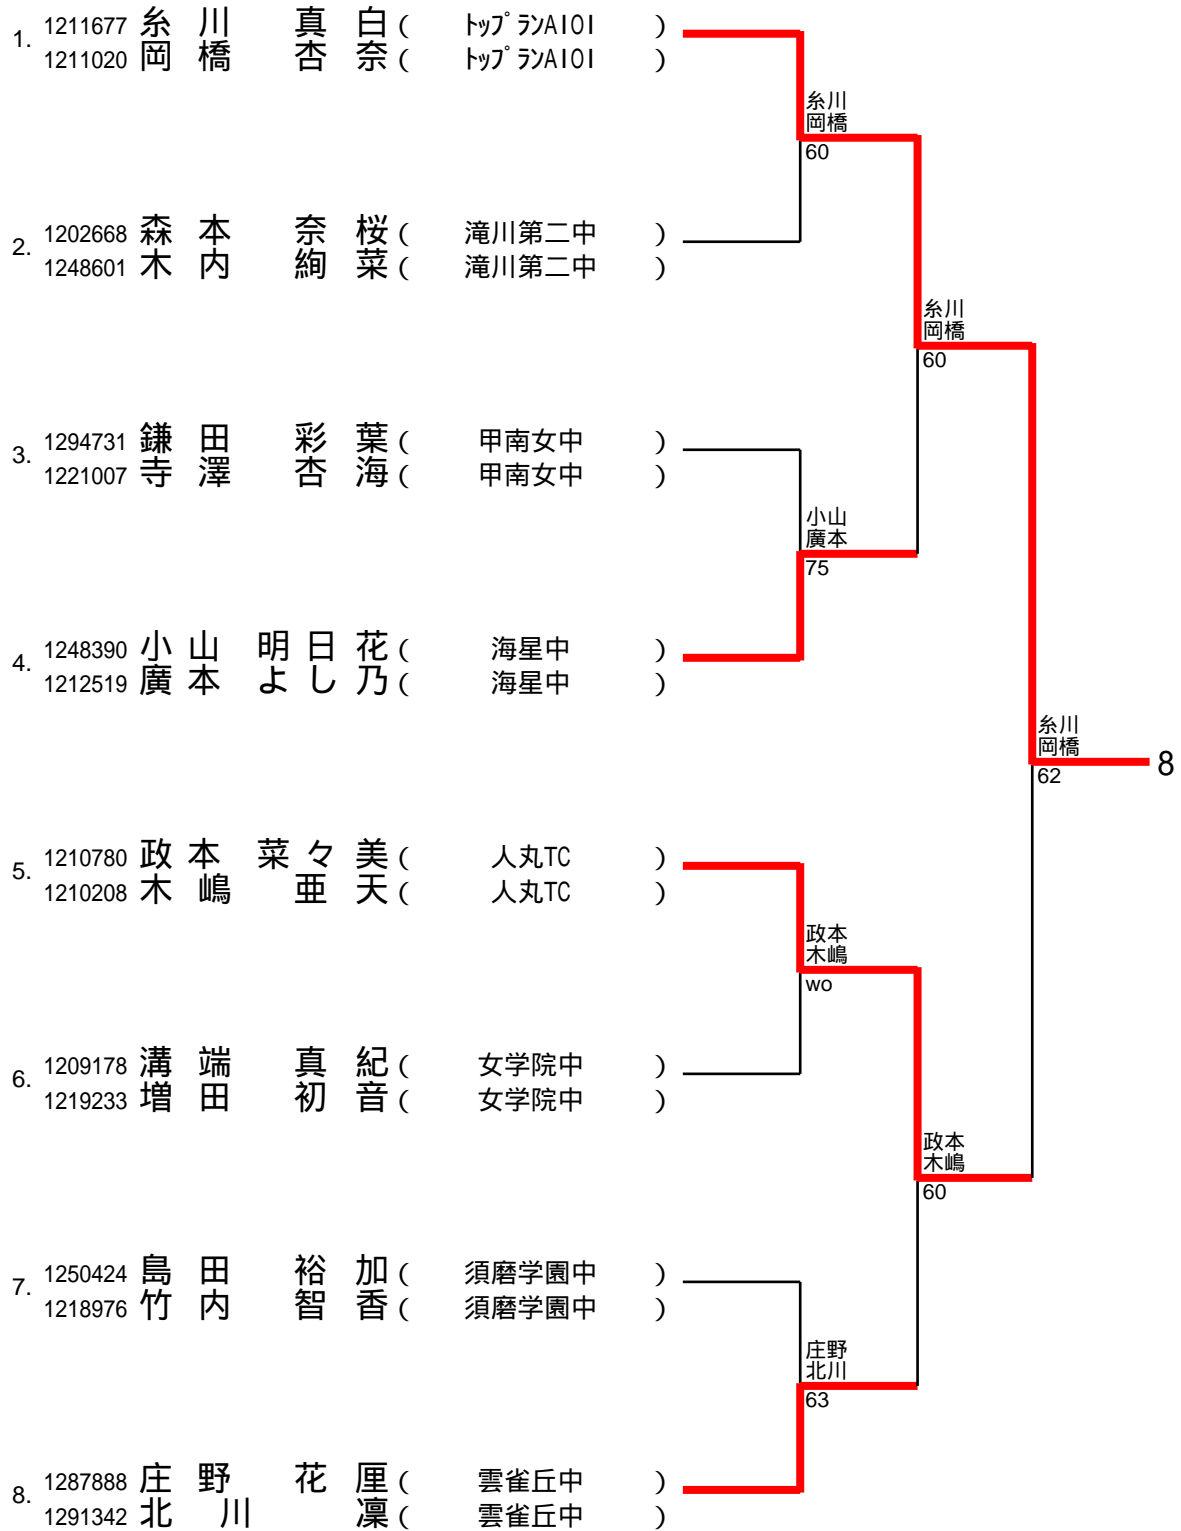 1. 1211677 糸川 真白 ( トップランAIOI )
1211020 岡橋 杏奈 ( トップランAIOI )
糸川
岡橋
60
2. 1202668 森本 奈桜 ( 滝川第二中 )
1248601 木内 絢菜 ( 滝川第二中 )
糸川
岡橋
60
3. 1294731 鎌田 彩葉 ( 甲南女中 )
1221007 寺澤 杏海 ( 甲南女中 )
小山
廣本
75
4. 1248390 小山 明日花 ( 海星中 )
1212519 廣本 よし乃 ( 海星中 )
糸川
岡橋
62
8
5. 1210780 政本 菜々美 ( 人丸TC )
1210208 木嶋 亜天 ( 人丸TC )
政本
木嶋
wo
6. 1209178 溝端 真紀 ( 女学院中 )
1219233 増田 初音 ( 女学院中 )
政本
木嶋
60
7. 1250424 島田 裕加 ( 須磨学園中 )
1218976 竹内 智香 ( 須磨学園中 )
庄野
北川
63
8. 1287888 庄野 花厘 ( 雲雀丘中 )
1291342 北川 凜 ( 雲雀丘中 )